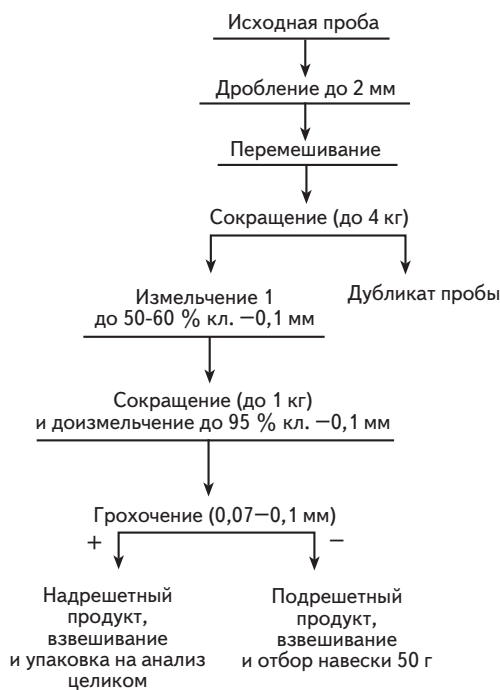 Исходная проба
Дробление до 2 мм
Перемешивание
Сокращение (до 4 кг)
Дубликат пробы
Измельчение 1
до 50-60 % кл. −0,1 мм
Сокращение (до 1 кг)
и доизмельчение до 95 % кл. −0,1 мм
Грохочение (0,07−0,1 мм)
+ −
Надрешетный
продукт,
взвешивание
и упаковка на анализ
целиком
Подрешетный
продукт,
взвешивание
и отбор навески 50 г